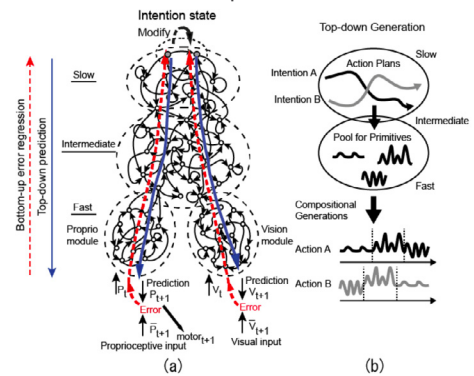 Intention state
Modify
Slow
Intermediate
Fast
Proprio
module
Vision
module
Bottom-up error regression
Top-down prediction
Pt
Prediction
Pt+1
Vt
Prediction
Vt+1
Error
Error
P̅t+1
motort+1
V̅t+1
Proprioceptive input
Visual input
(a)
Top-down Generation
Slow
Action Plans
Intention A
Intention B
Intermediate
Pool for Primitives
Fast
Compositional
Generations
Action A
Action B
(b)